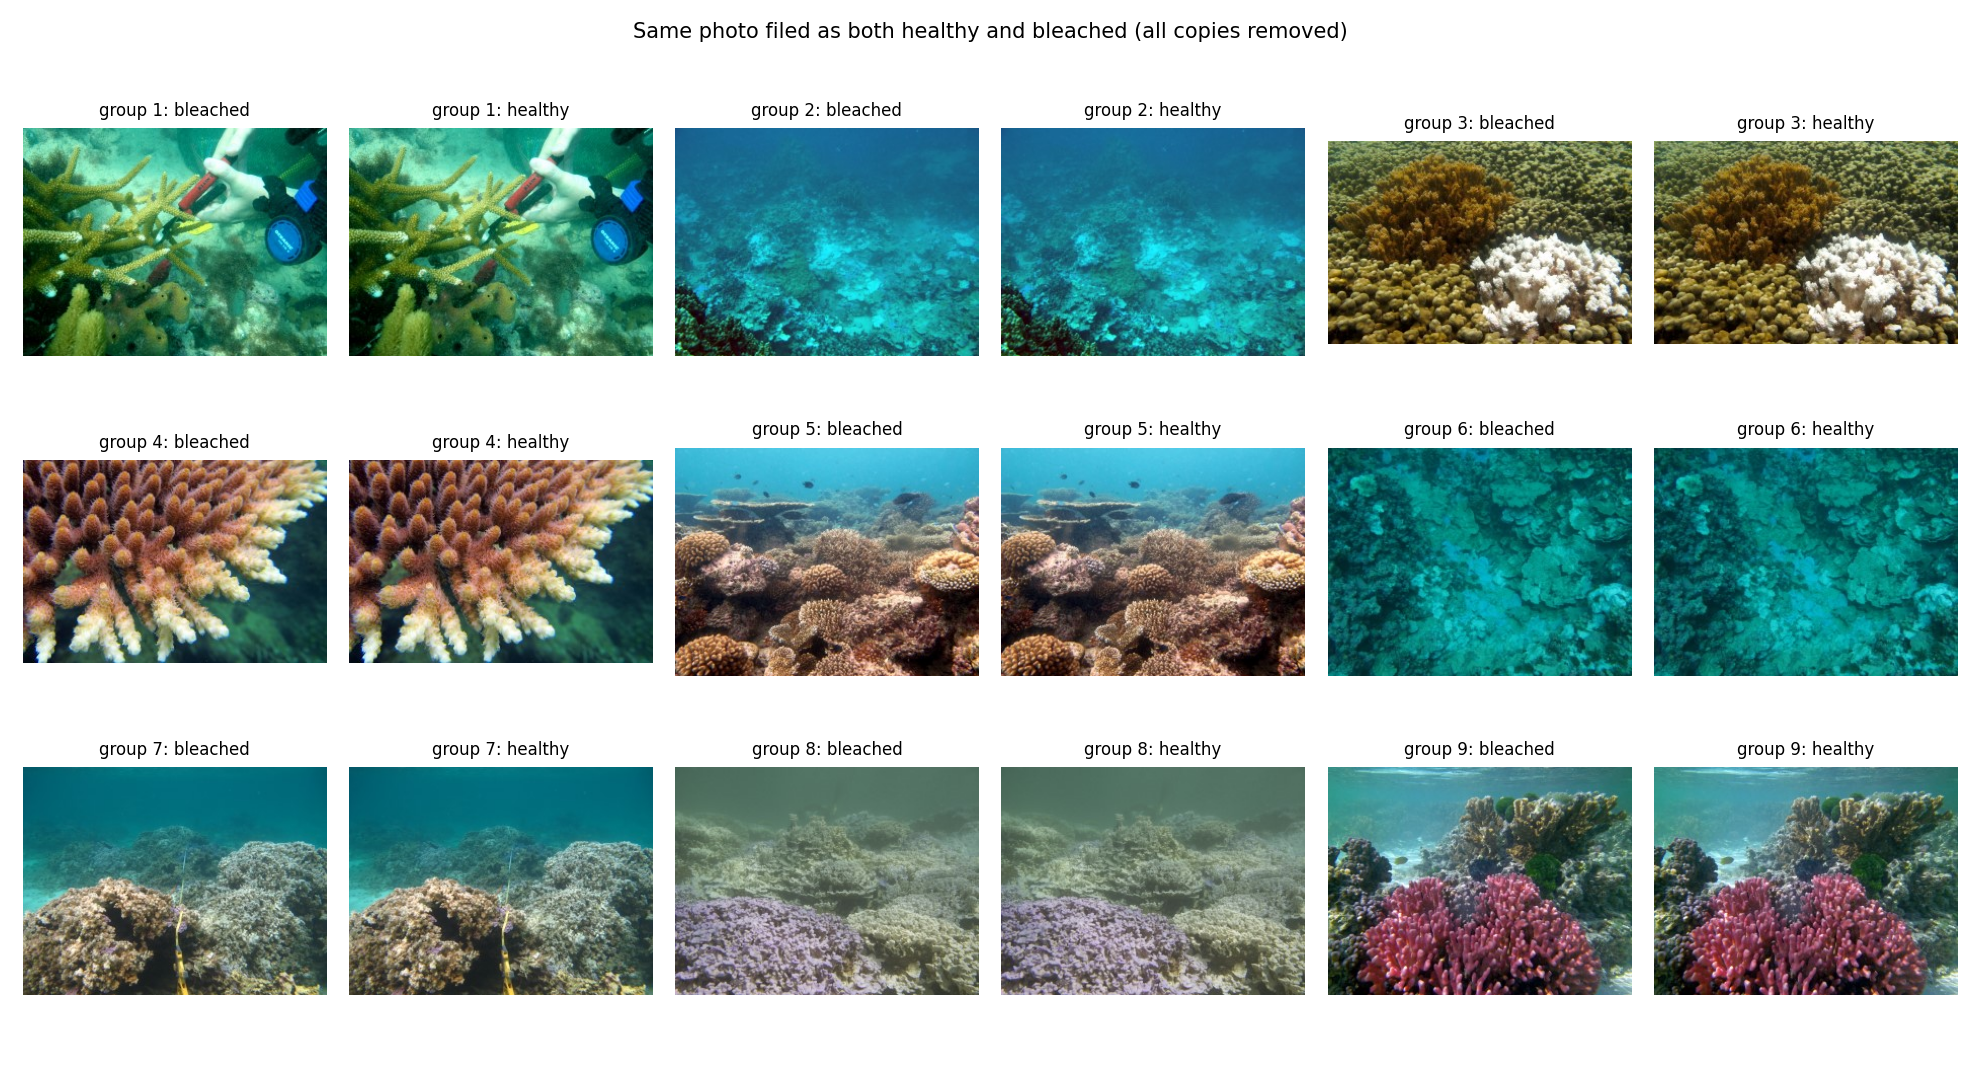 Same photo filed as both healthy and bleached (all copies removed)
group 1: bleached
group 1: healthy
group 2: bleached
group 2: healthy
group 3: bleached
group 3: healthy
group 4: bleached
group 4: healthy
group 5: bleached
group 5: healthy
group 6: bleached
group 6: healthy
group 7: bleached
group 7: healthy
group 8: bleached
group 8: healthy
group 9: bleached
group 9: healthy